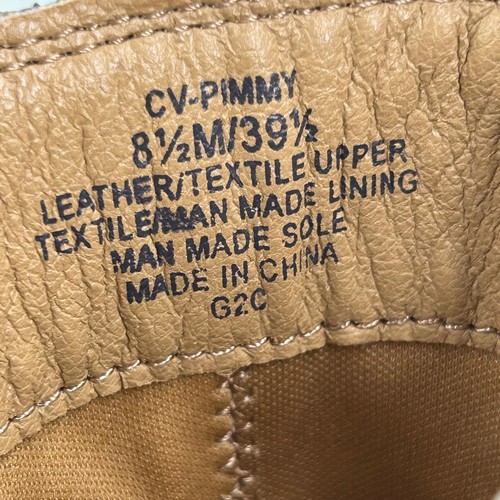 CV-PIMMY
8½M/39½
LEATHER/TEXTILE UPPER
TEXTILE/MAN MADE LINING
MAN MADE SOLE
MADE IN CHINA
G2C